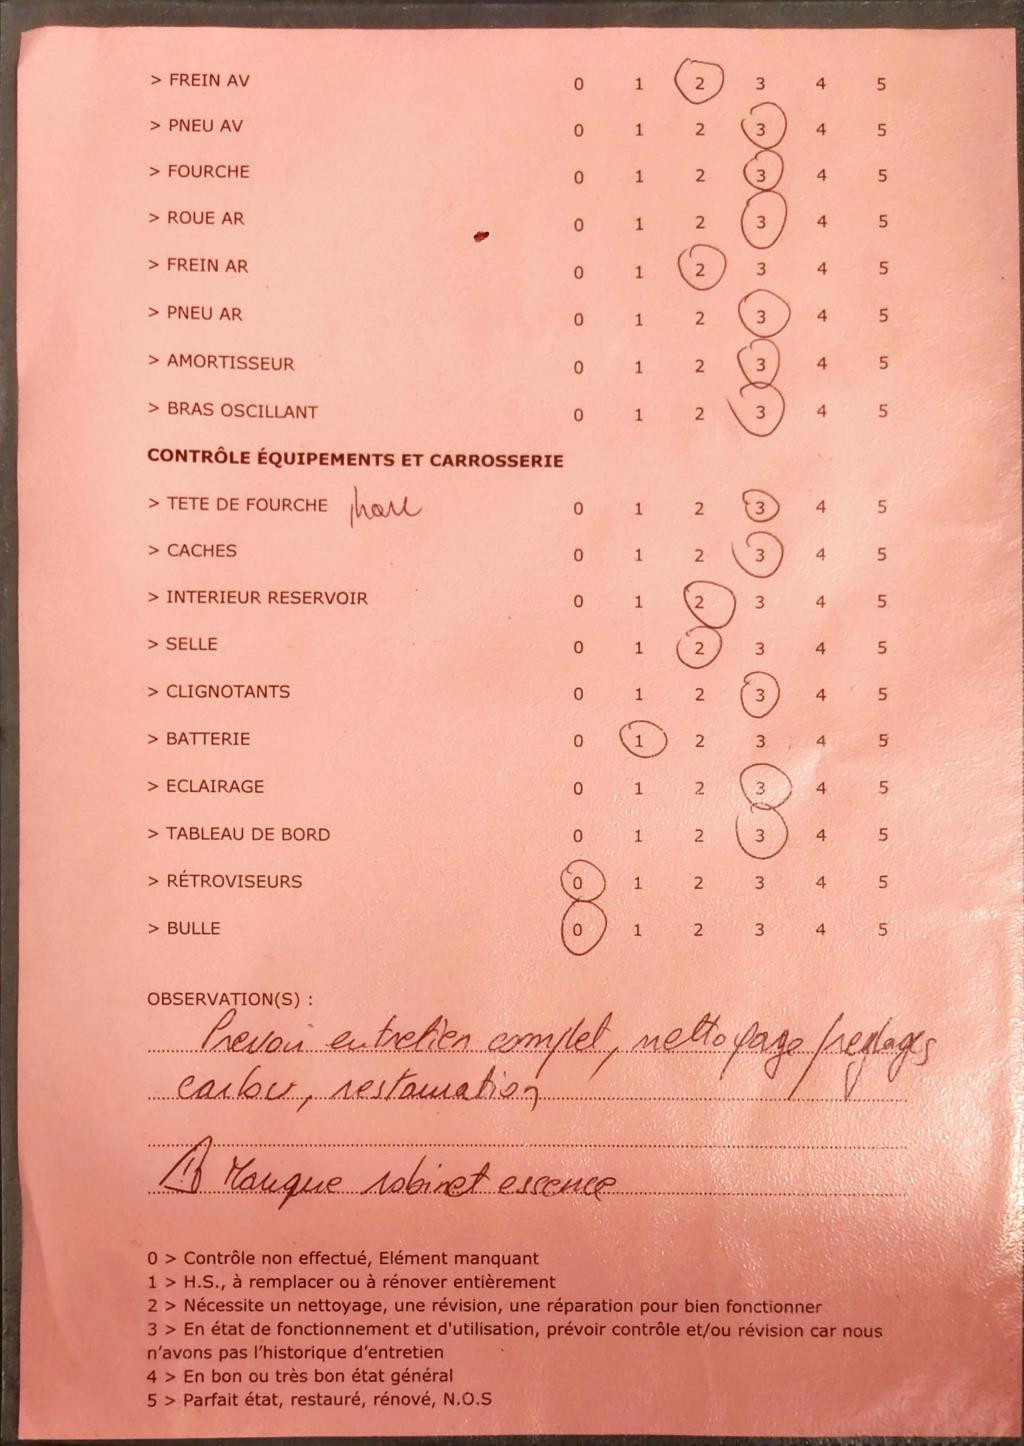 > FREIN AV 0 1 2 3 4 5
> PNEU AV 0 1 2 3 4 5
> FOURCHE 0 1 2 3 4 5
> ROUE AR 0 1 2 3 4 5
> FREIN AR 0 1 2 3 4 5
> PNEU AR 0 1 2 3 4 5
> AMORTISSEUR 0 1 2 3 4 5
> BRAS OSCILLANT 0 1 2 3 4 5
CONTRÔLE ÉQUIPEMENTS ET CARROSSERIE
> TETE DE FOURCHE phare 0 1 2 3 4 5
> CACHES 0 1 2 3 4 5
> INTERIEUR RESERVOIR 0 1 2 3 4 5
> SELLE 0 1 2 3 4 5
> CLIGNOTANTS 0 1 2 3 4 5
> BATTERIE 0 1 2 3 4 5
> ECLAIRAGE 0 1 2 3 4 5
> TABLEAU DE BORD 0 1 2 3 4 5
> RÉTROVISEURS 0 1 2 3 4 5
> BULLE 0 1 2 3 4 5
OBSERVATION(S) :
Prevoir entretien complet, nettoyage/reglages
carbu, restauration
⚠ Manque robinet essence
0 > Contrôle non effectué, Elément manquant
1 > H.S., à remplacer ou à rénover entièrement
2 > Nécessite un nettoyage, une révision, une réparation pour bien fonctionner
3 > En état de fonctionnement et d'utilisation, prévoir contrôle et/ou révision car nous
n'avons pas l'historique d'entretien
4 > En bon ou très bon état général
5 > Parfait état, restauré, rénové, N.O.S